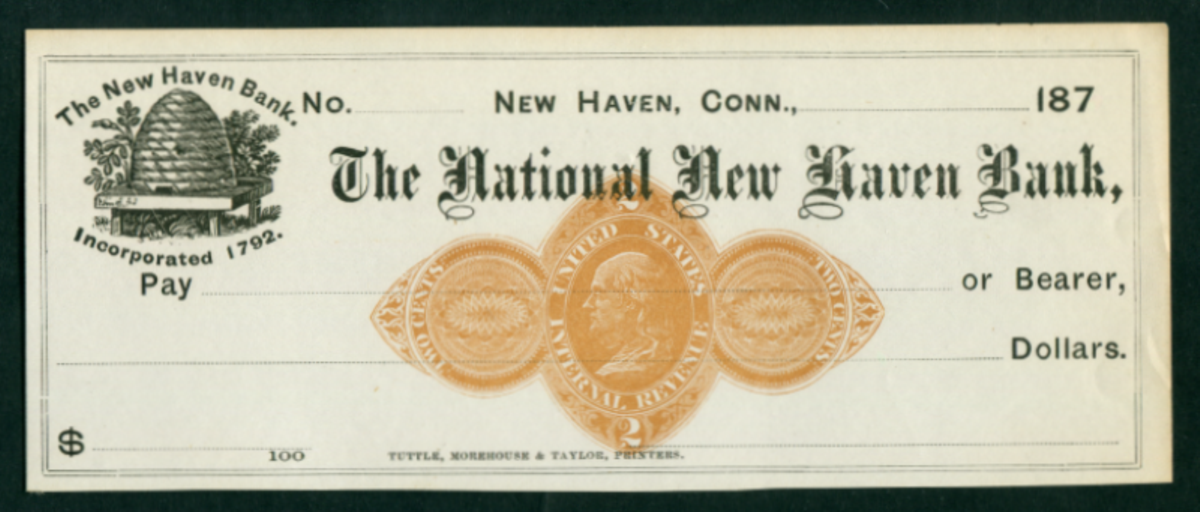 The New Haven Bank.
No. NEW HAVEN, CONN., 187
The National New Haven Bank,
Incorporated 1792.
Pay or Bearer,
2
UNITED STATES
TWO CENTS
TWO CENTS
INTERNAL REVENUE
2
Dollars.
$ 100
TUTTLE, MOREHOUSE & TAYLOR, PRINTERS.